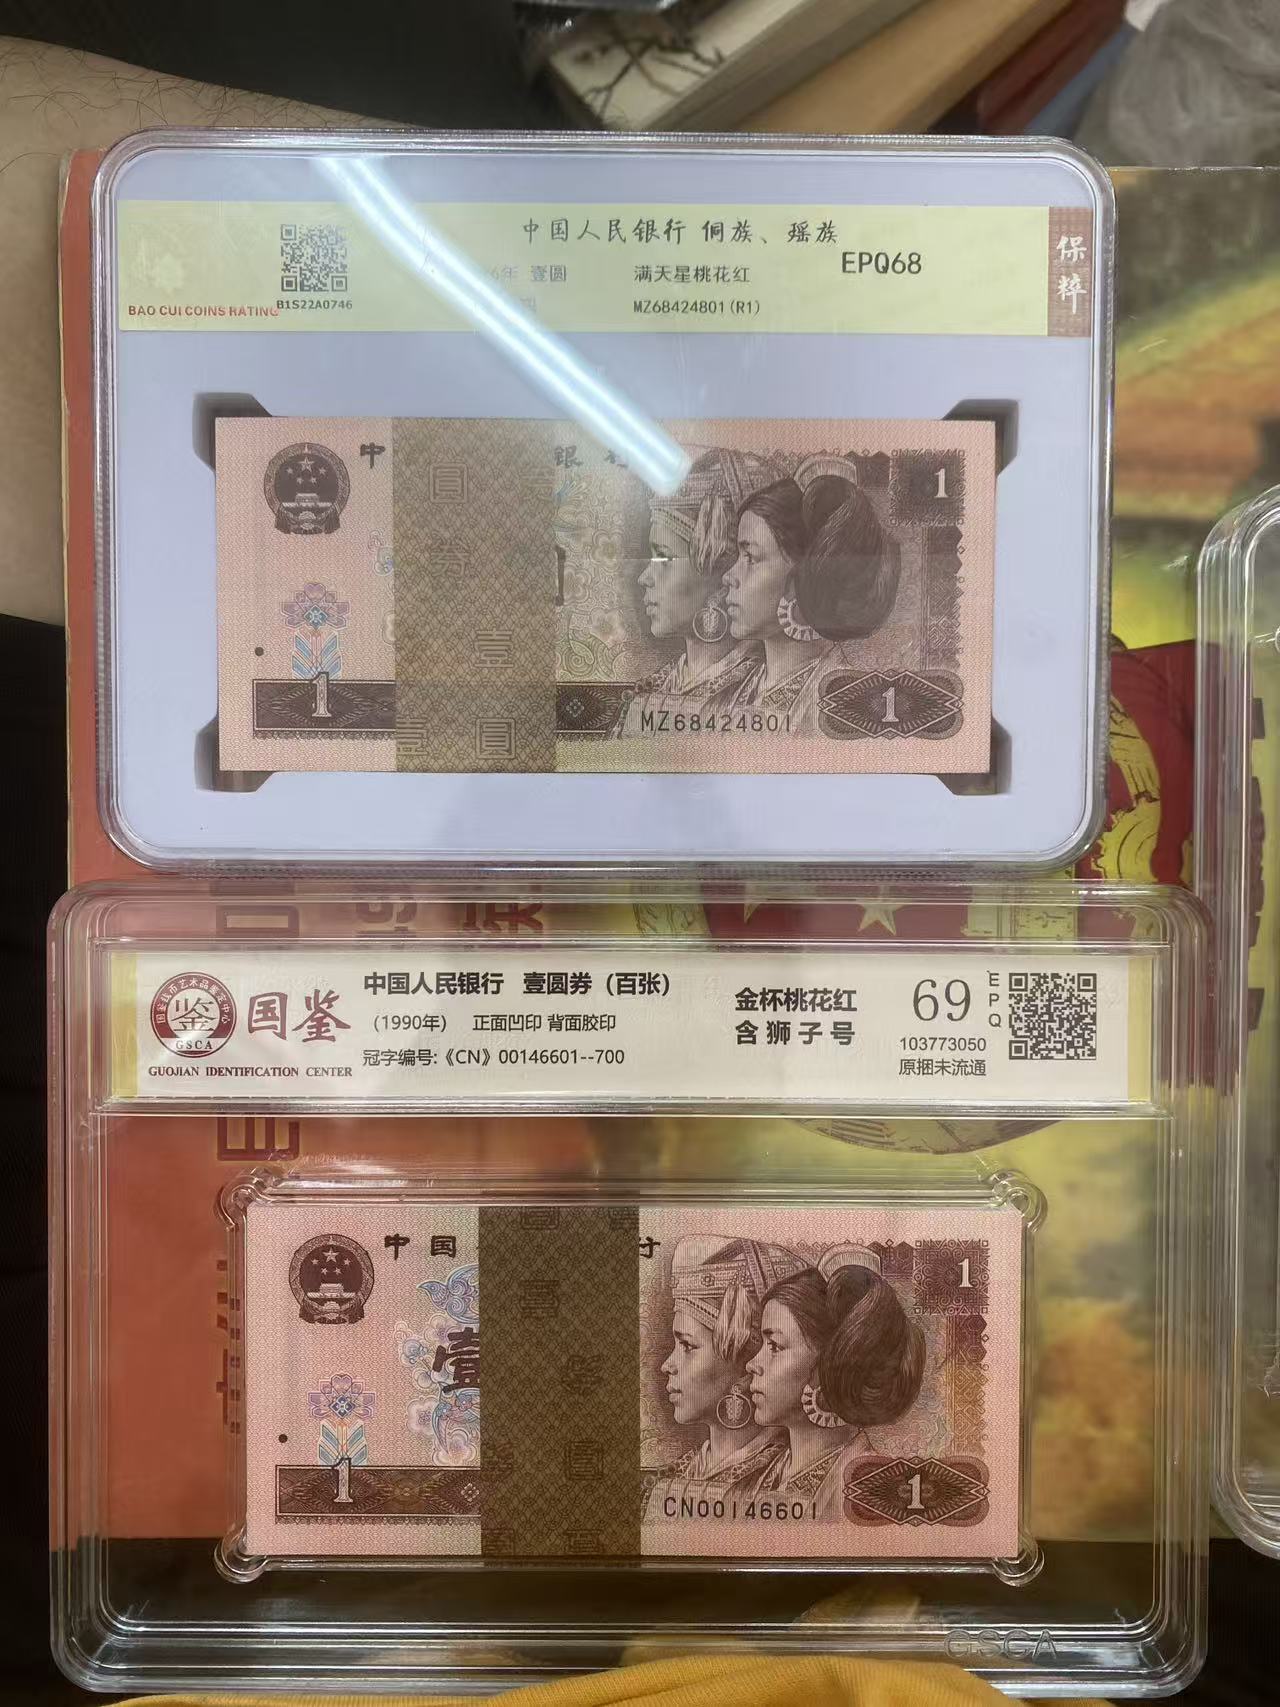 中国人民银行 侗族、瑶族
6年 壹圆
满天星桃花红
EPQ68
MZ68424801(R1)
B1S22A0746
BAO CUI COINS RATING
保粹
中 银
圆
券
壹
壹圆
1
1
MZ68424801
1
国鉴
GSCA
GUOJIAN IDENTIFICATION CENTER
中国人民银行 壹圆券（百张）
（1990年） 正面凹印 背面胶印
冠字编号:《CN》00146601--700
金杯桃花红
含狮子号
69
EPQ
103773050
原捆未流通
中国
1
壹
1
CN00146601
1
GSCA